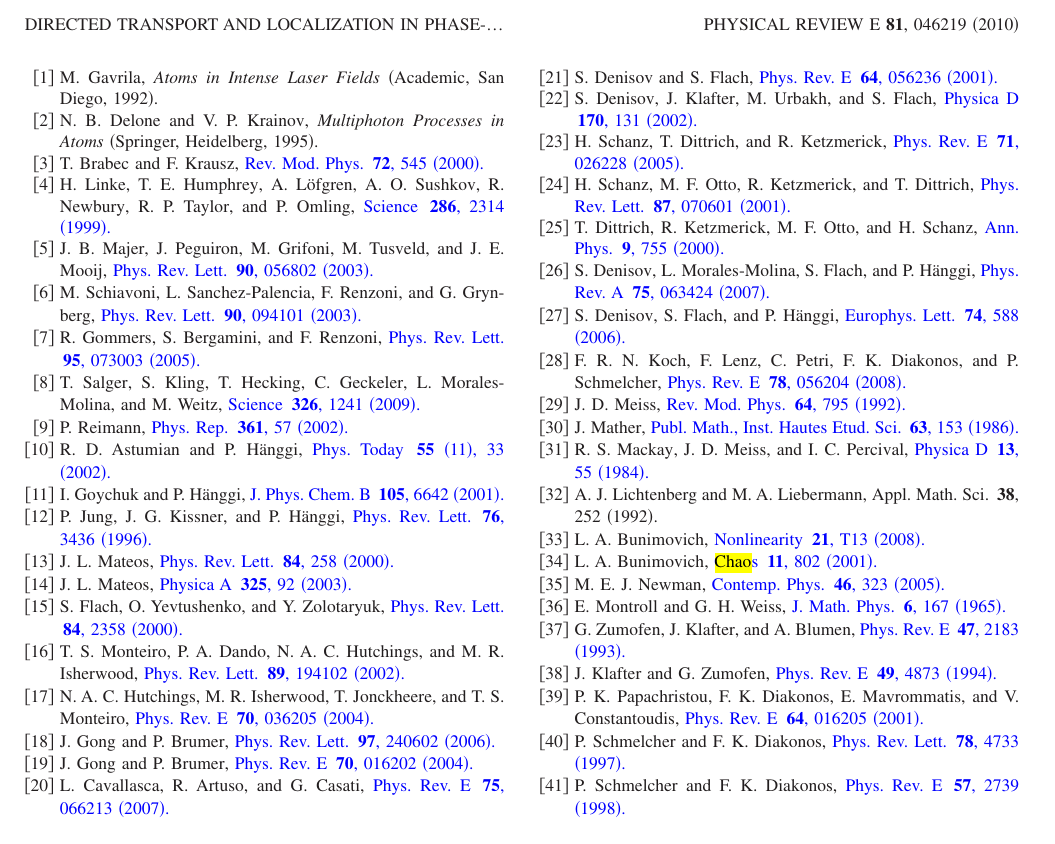 DIRECTED TRANSPORT AND LOCALIZATION IN PHASE-…
PHYSICAL REVIEW E 81, 046219 (2010)
[1] M. Gavrila, Atoms in Intense Laser Fields (Academic, San
Diego, 1992).
[2] N. B. Delone and V. P. Krainov, Multiphoton Processes in
Atoms (Springer, Heidelberg, 1995).
[3] T. Brabec and F. Krausz, Rev. Mod. Phys. 72, 545 (2000).
[4] H. Linke, T. E. Humphrey, A. Löfgren, A. O. Sushkov, R.
Newbury, R. P. Taylor, and P. Omling, Science 286, 2314
(1999).
[5] J. B. Majer, J. Peguiron, M. Grifoni, M. Tusveld, and J. E.
Mooij, Phys. Rev. Lett. 90, 056802 (2003).
[6] M. Schiavoni, L. Sanchez-Palencia, F. Renzoni, and G. Gryn-
berg, Phys. Rev. Lett. 90, 094101 (2003).
[7] R. Gommers, S. Bergamini, and F. Renzoni, Phys. Rev. Lett.
95, 073003 (2005).
[8] T. Salger, S. Kling, T. Hecking, C. Geckeler, L. Morales-
Molina, and M. Weitz, Science 326, 1241 (2009).
[9] P. Reimann, Phys. Rep. 361, 57 (2002).
[10] R. D. Astumian and P. Hänggi, Phys. Today 55 (11), 33
(2002).
[11] I. Goychuk and P. Hänggi, J. Phys. Chem. B 105, 6642 (2001).
[12] P. Jung, J. G. Kissner, and P. Hänggi, Phys. Rev. Lett. 76,
3436 (1996).
[13] J. L. Mateos, Phys. Rev. Lett. 84, 258 (2000).
[14] J. L. Mateos, Physica A 325, 92 (2003).
[15] S. Flach, O. Yevtushenko, and Y. Zolotaryuk, Phys. Rev. Lett.
84, 2358 (2000).
[16] T. S. Monteiro, P. A. Dando, N. A. C. Hutchings, and M. R.
Isherwood, Phys. Rev. Lett. 89, 194102 (2002).
[17] N. A. C. Hutchings, M. R. Isherwood, T. Jonckheere, and T. S.
Monteiro, Phys. Rev. E 70, 036205 (2004).
[18] J. Gong and P. Brumer, Phys. Rev. Lett. 97, 240602 (2006).
[19] J. Gong and P. Brumer, Phys. Rev. E 70, 016202 (2004).
[20] L. Cavallasca, R. Artuso, and G. Casati, Phys. Rev. E 75,
066213 (2007).
[21] S. Denisov and S. Flach, Phys. Rev. E 64, 056236 (2001).
[22] S. Denisov, J. Klafter, M. Urbakh, and S. Flach, Physica D
170, 131 (2002).
[23] H. Schanz, T. Dittrich, and R. Ketzmerick, Phys. Rev. E 71,
026228 (2005).
[24] H. Schanz, M. F. Otto, R. Ketzmerick, and T. Dittrich, Phys.
Rev. Lett. 87, 070601 (2001).
[25] T. Dittrich, R. Ketzmerick, M. F. Otto, and H. Schanz, Ann.
Phys. 9, 755 (2000).
[26] S. Denisov, L. Morales-Molina, S. Flach, and P. Hänggi, Phys.
Rev. A 75, 063424 (2007).
[27] S. Denisov, S. Flach, and P. Hänggi, Europhys. Lett. 74, 588
(2006).
[28] F. R. N. Koch, F. Lenz, C. Petri, F. K. Diakonos, and P.
Schmelcher, Phys. Rev. E 78, 056204 (2008).
[29] J. D. Meiss, Rev. Mod. Phys. 64, 795 (1992).
[30] J. Mather, Publ. Math., Inst. Hautes Etud. Sci. 63, 153 (1986).
[31] R. S. Mackay, J. D. Meiss, and I. C. Percival, Physica D 13,
55 (1984).
[32] A. J. Lichtenberg and M. A. Liebermann, Appl. Math. Sci. 38,
252 (1992).
[33] L. A. Bunimovich, Nonlinearity 21, T13 (2008).
[34] L. A. Bunimovich, Chaos 11, 802 (2001).
[35] M. E. J. Newman, Contemp. Phys. 46, 323 (2005).
[36] E. Montroll and G. H. Weiss, J. Math. Phys. 6, 167 (1965).
[37] G. Zumofen, J. Klafter, and A. Blumen, Phys. Rev. E 47, 2183
(1993).
[38] J. Klafter and G. Zumofen, Phys. Rev. E 49, 4873 (1994).
[39] P. K. Papachristou, F. K. Diakonos, E. Mavrommatis, and V.
Constantoudis, Phys. Rev. E 64, 016205 (2001).
[40] P. Schmelcher and F. K. Diakonos, Phys. Rev. Lett. 78, 4733
(1997).
[41] P. Schmelcher and F. K. Diakonos, Phys. Rev. E 57, 2739
(1998).